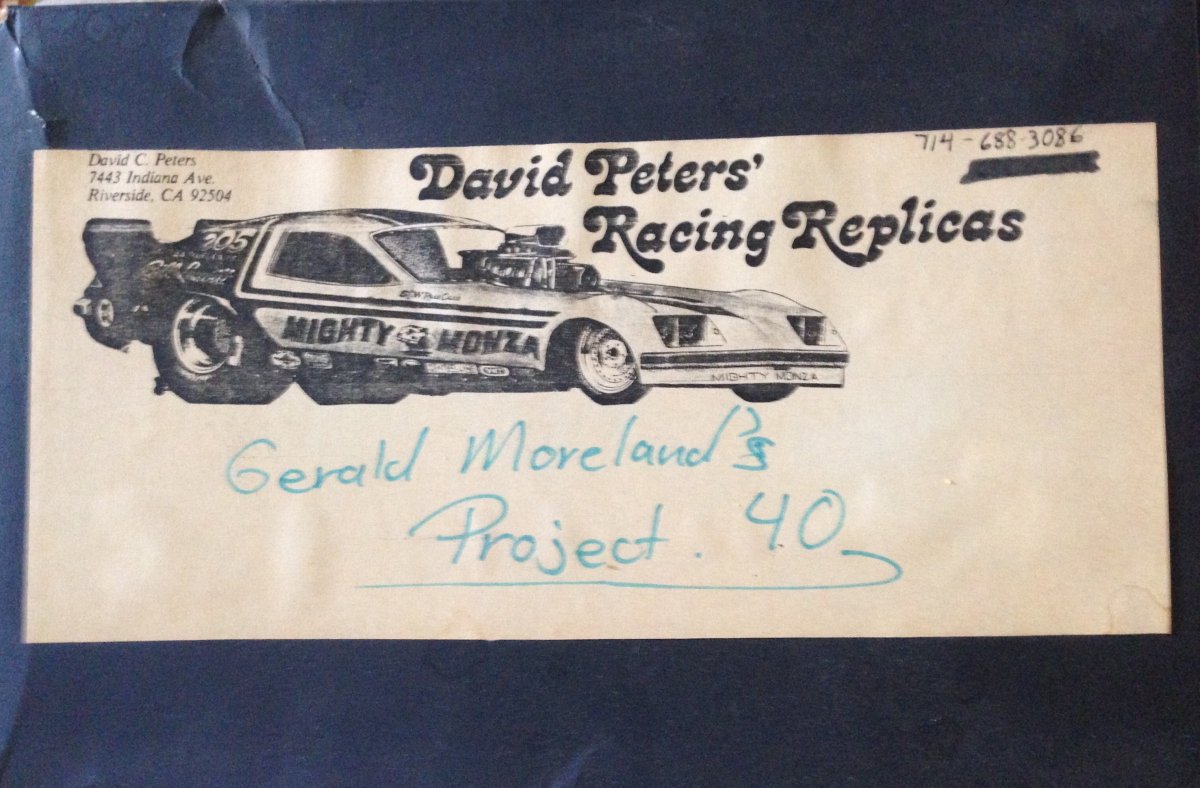 David C. Peters
7443 Indiana Ave.
Riverside, CA 92504
714-688-3086
David Peters'
Racing Replicas
305
MIGHTY MONZA
MIGHTY MONZA
Gerald Moreland's
Project. 40